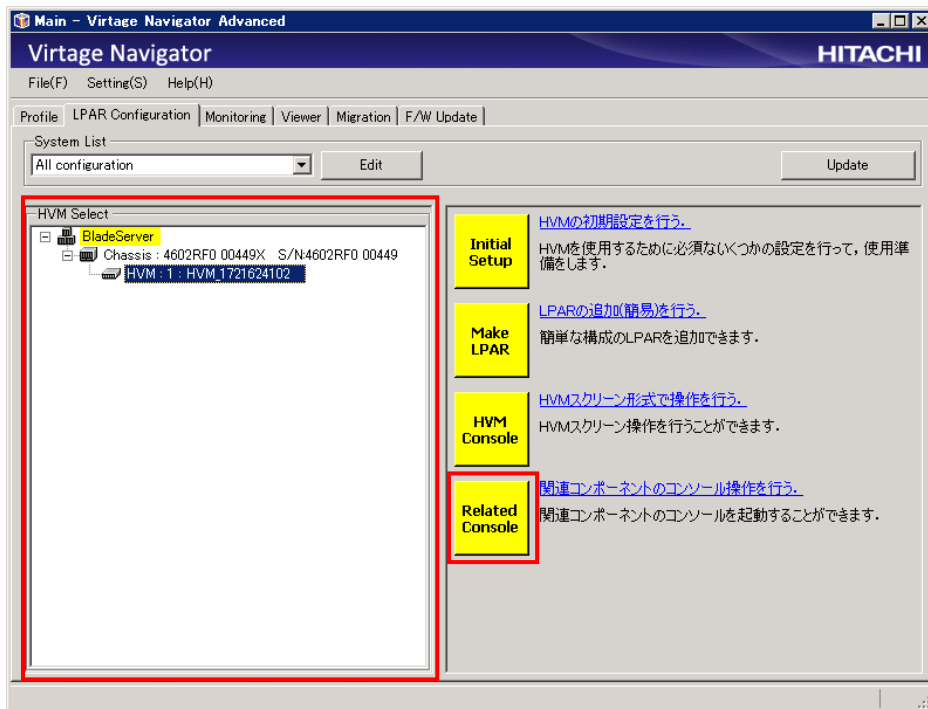 Main - Virtage Navigator Advanced
Virtage Navigator
HITACHI
File(F) Setting(S) Help(H)
Profile LPAR Configuration Monitoring Viewer Migration F/W Update
System List
All configuration Edit Update
HVM Select
BladeServer
Chassis : 4602RF0 00449X S/N:4602RF0 00449
HVM : 1 : HVM_1721624102
Initial
Setup
HVMの初期設定を行う.
HVMを使用するために必須ないくつかの設定を行って, 使用準
備をします.
Make
LPAR
LPARの追加(簡易)を行う.
簡単な構成のLPARを追加できます.
HVM
Console
HVMスクリーン形式で操作を行う.
HVMスクリーン操作を行うことができます.
Related
Console
関連コンポーネントのコンソール操作を行う.
関連コンポーネントのコンソールを起動することができます.